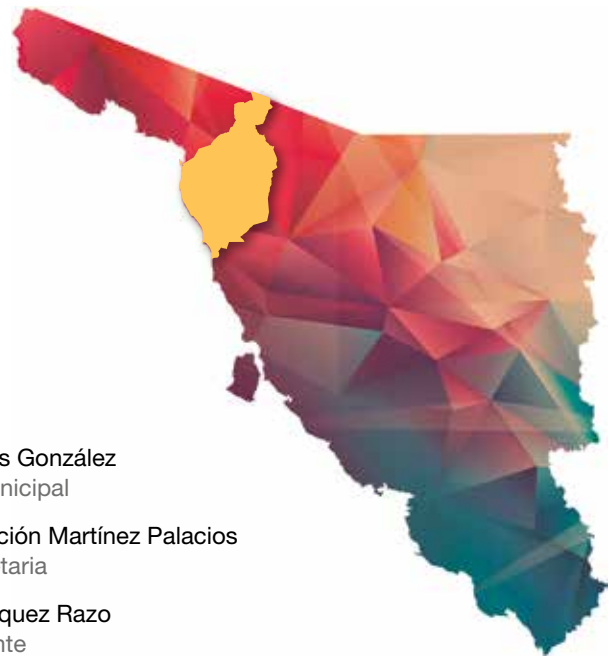 s González
nicipal
ción Martínez Palacios
taria
quez Razo
nte